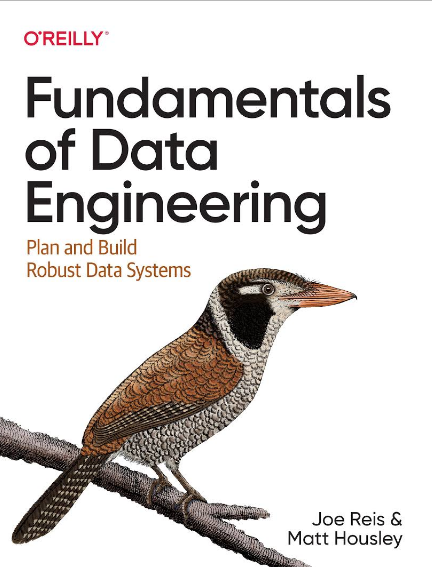 O'REILLY®
Fundamentals
of Data
Engineering
Plan and Build
Robust Data Systems
Joe Reis &
Matt Housley